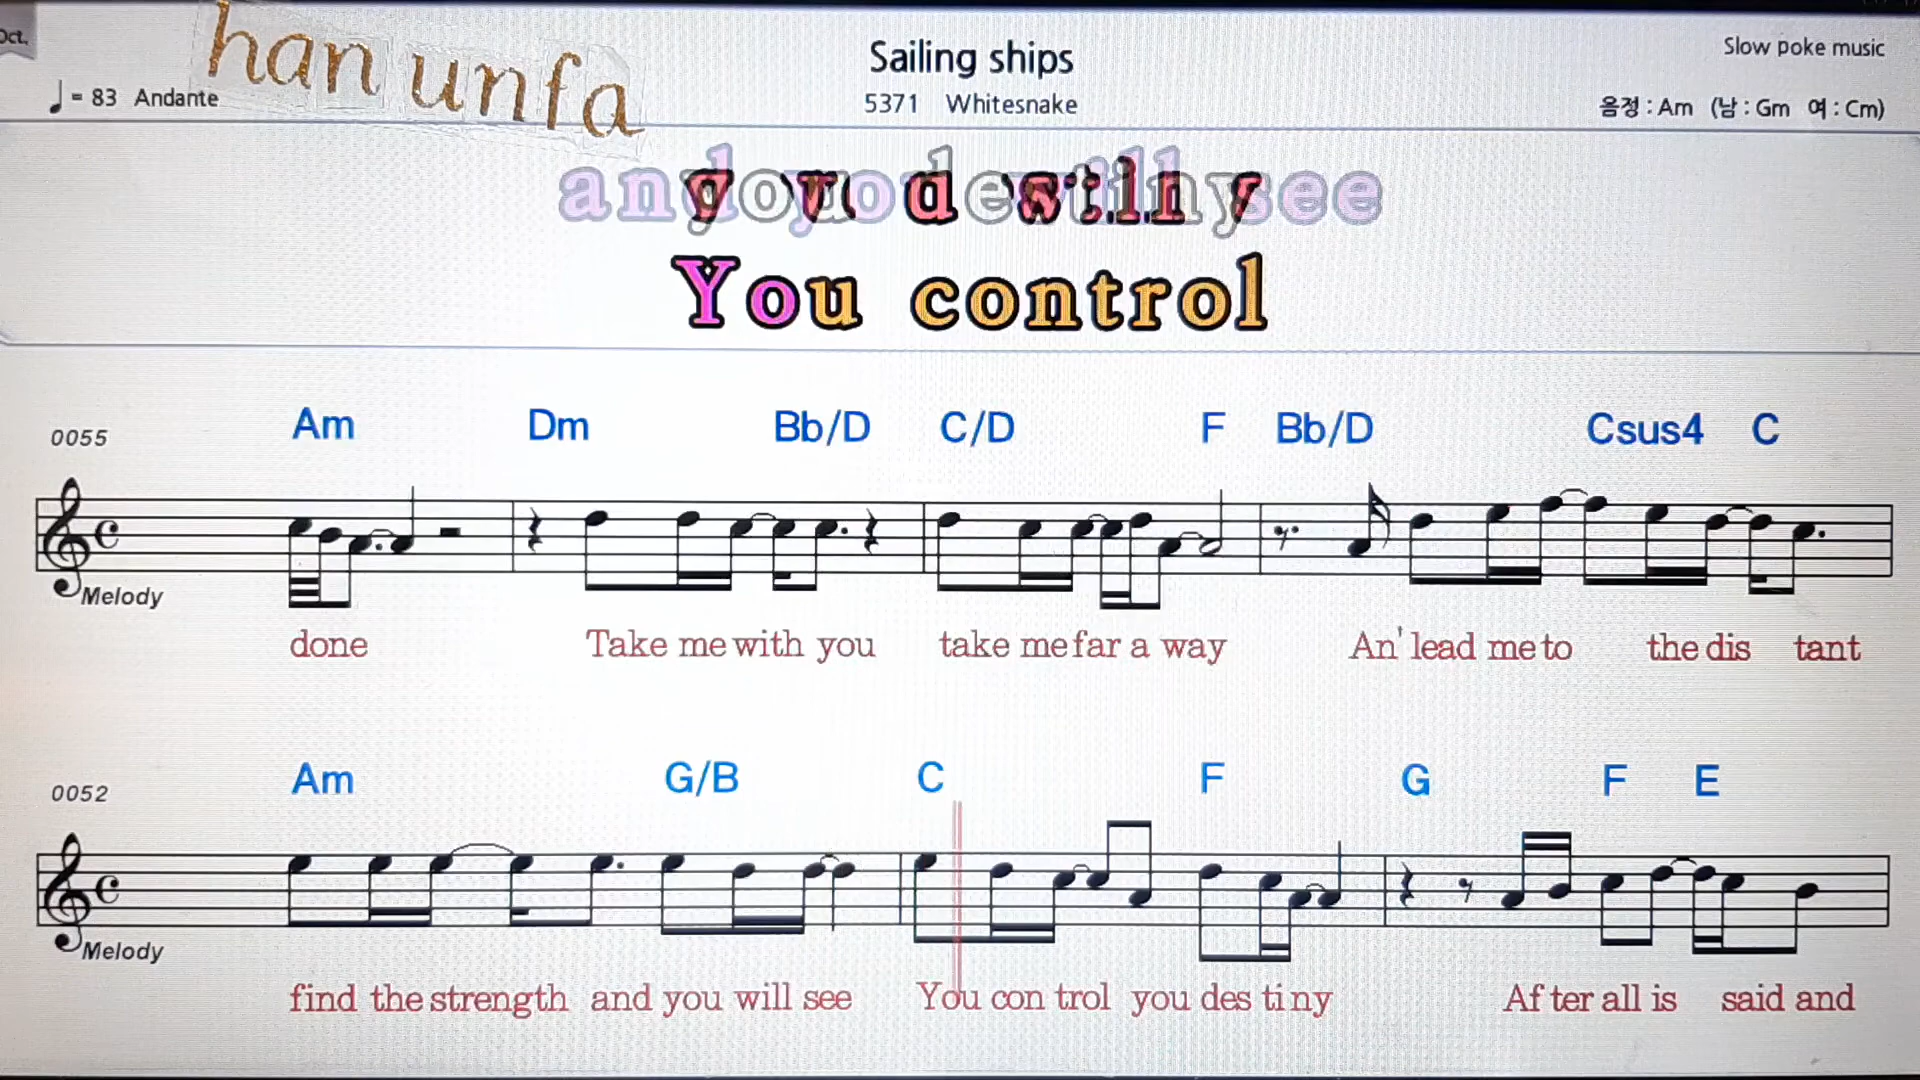 Oct.
han unfa
Sailing ships
Slow poke music
= 83 Andante
5371 Whitesnake
음정 : Am (남 : Gm 여 : Cm)
You control
0055
Am Dm Bb/D C/D F Bb/D Csus4 C
Melody
done Take me with you take me far a way An' lead me to the dis tant
0052
Am G/B C F G F E
Melody
find the strength and you will see You con trol you des ti ny Af ter all is said and